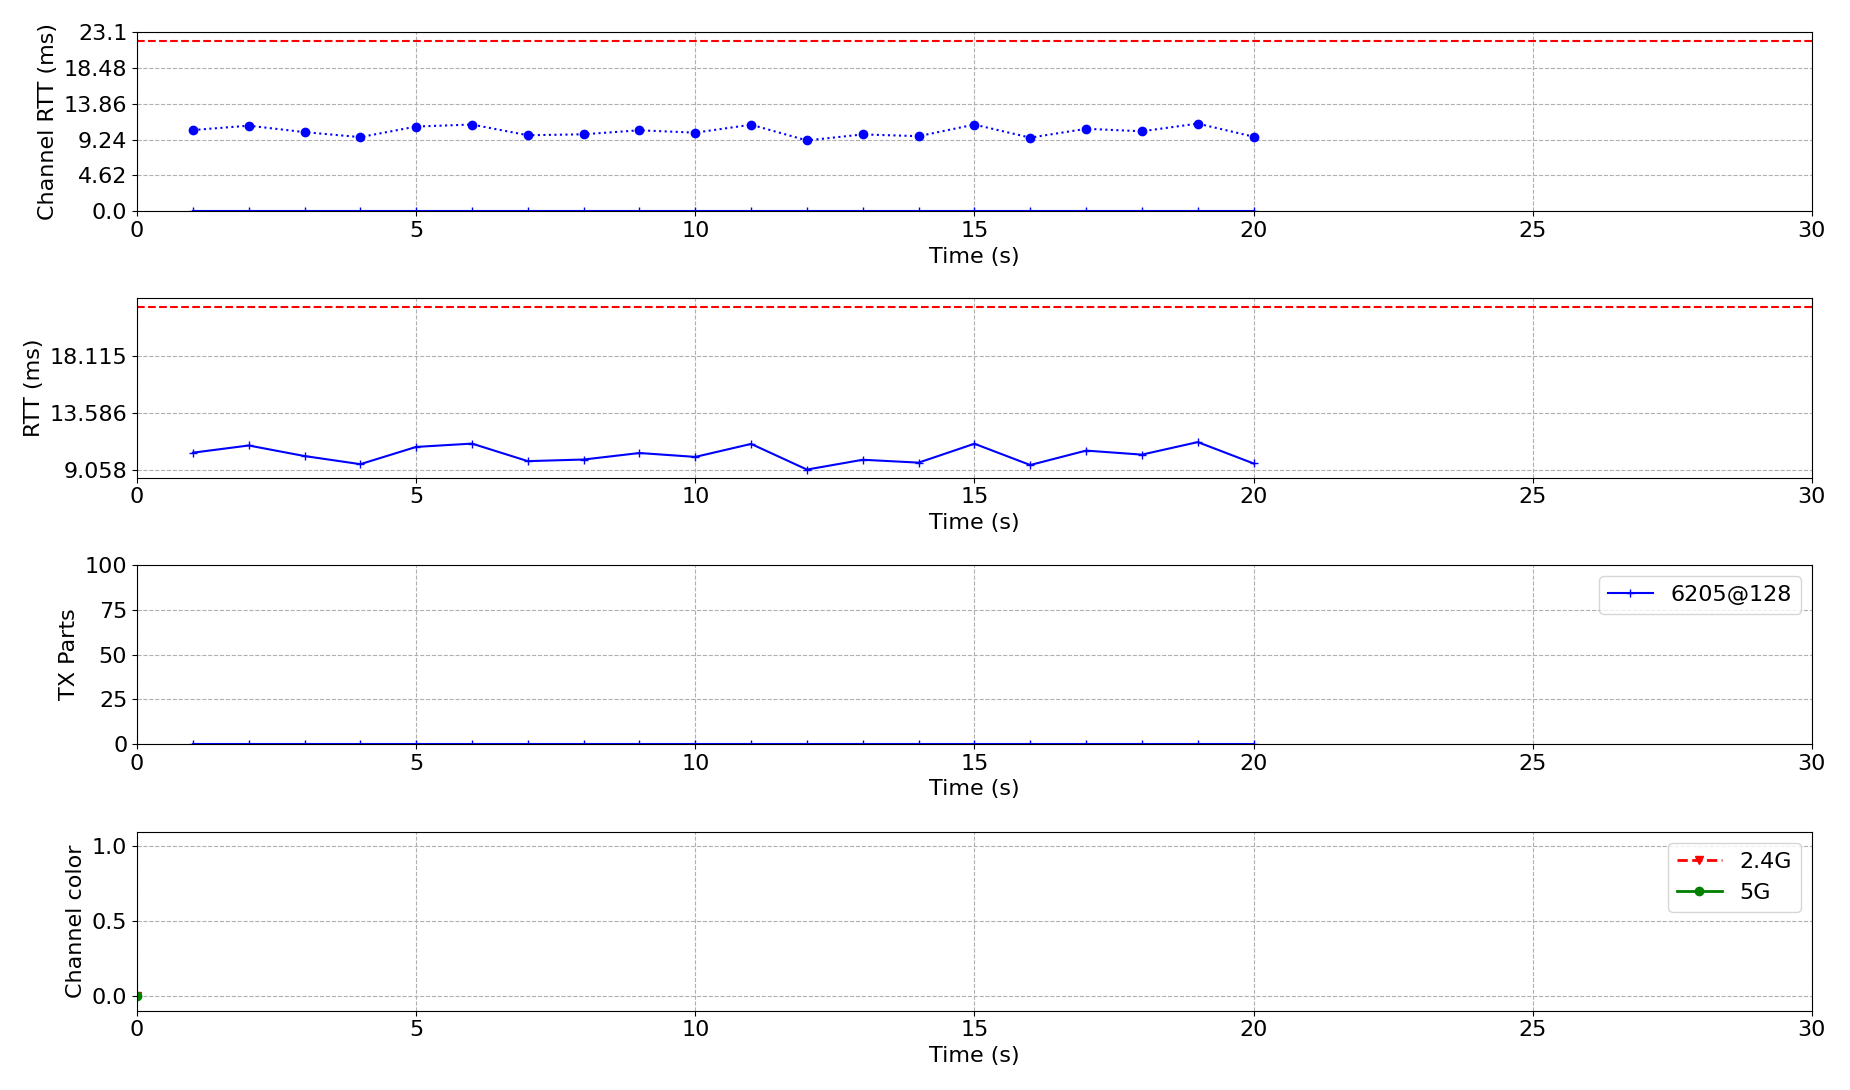 Channel RTT (ms)
23.1
18.48
13.86
9.24
4.62
0.0
0 5 10 15 20 25 30
Time (s)
RTT (ms)
18.115
13.586
9.058
0 5 10 15 20 25 30
Time (s)
TX Parts
100
75
50
25
0
6205@128
0 5 10 15 20 25 30
Time (s)
Channel color
1.0
0.5
0.0
2.4G
5G
0 5 10 15 20 25 30
Time (s)